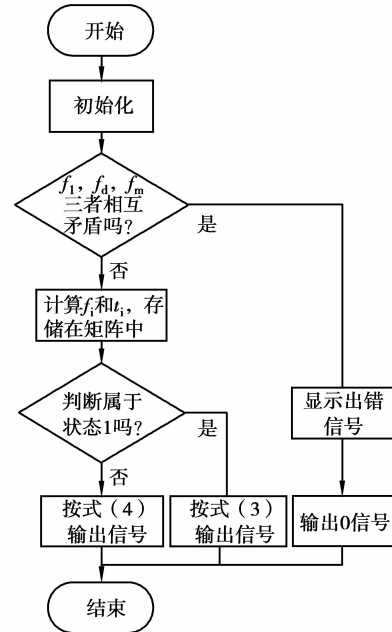 开始
初始化
f1, fd, fm
三者相互
矛盾吗?
是
否
计算fi和ti, 存
储在矩阵中
判断属于
状态1吗?
是
显示出错
信号
否
按式（4）
输出信号
按式（3）
输出信号
输出0信号
结束